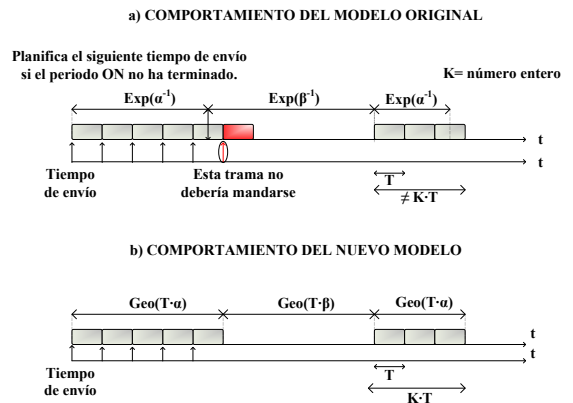 a) COMPORTAMIENTO DEL MODELO ORIGINAL
Planifica el siguiente tiempo de envío
si el periodo ON no ha terminado.
K= número entero
Exp(α⁻¹)
Exp(β⁻¹)
Exp(α⁻¹)
t
t
Tiempo
de envío
Esta trama no
debería mandarse
T
≠ K·T
b) COMPORTAMIENTO DEL NUEVO MODELO
Geo(T·α)
Geo(T·β)
Geo(T·α)
t
t
Tiempo
de envío
T
K·T